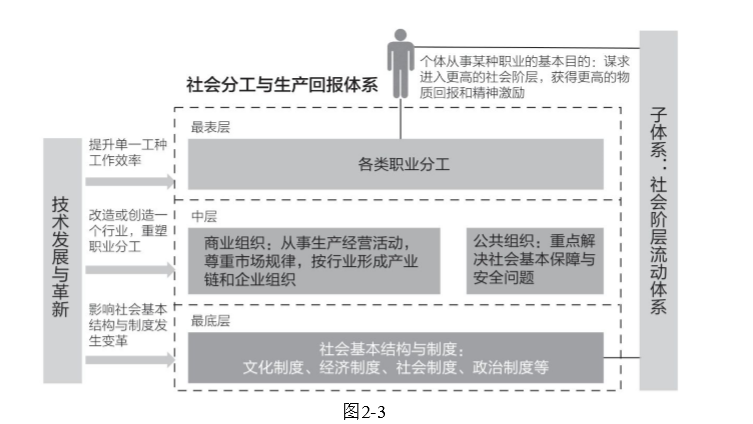 个体从事某种职业的基本目的：谋求
进入更高的社会阶层，获得更高的物
质回报和精神激励
社会分工与生产回报体系
最表层
提升单一工种
工作效率
各类职业分工
技术发展与革新
子体系：社会阶层流动体系
改造或创造一
个行业，重塑
职业分工
中层
商业组织：从事生产经营活动，
尊重市场规律，按行业形成产业
链和企业组织
公共组织：重点解
决社会基本保障与
安全问题
影响社会基本
结构与制度发
生变革
最底层
社会基本结构与制度：
文化制度、经济制度、社会制度、政治制度等
图2-3